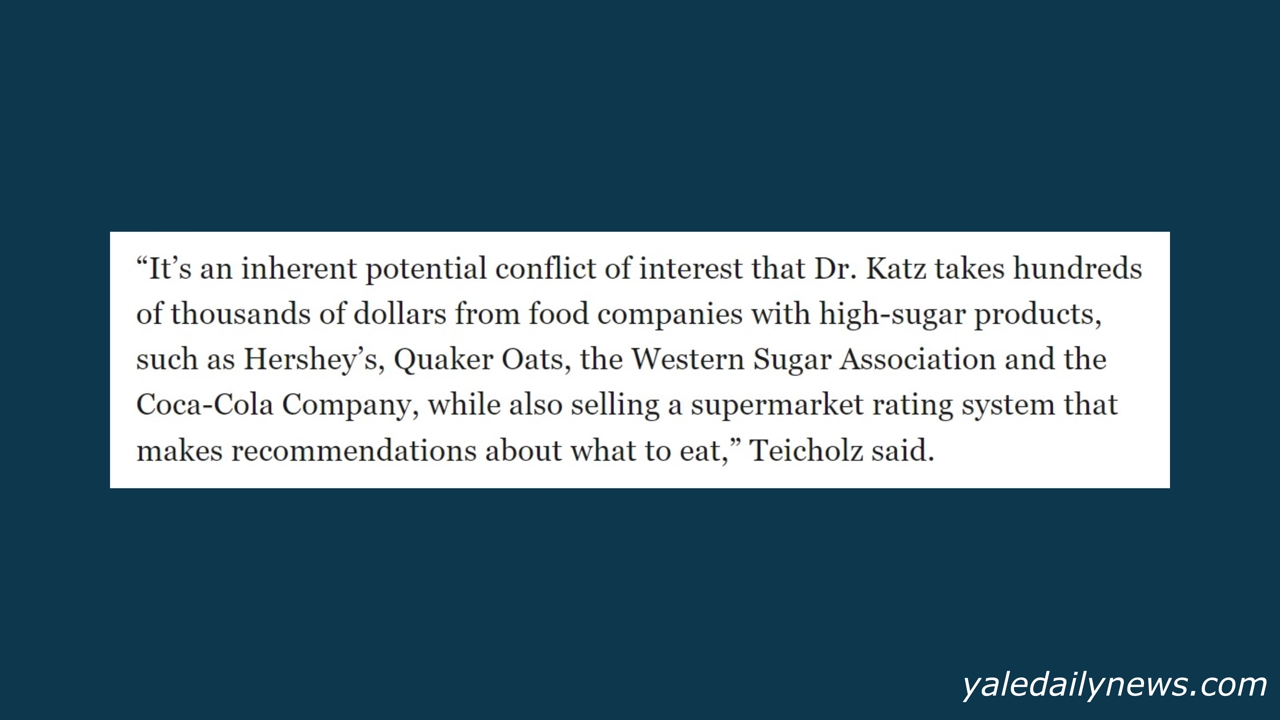 “It’s an inherent potential conflict of interest that Dr. Katz takes hundreds
of thousands of dollars from food companies with high-sugar products,
such as Hershey’s, Quaker Oats, the Western Sugar Association and the
Coca-Cola Company, while also selling a supermarket rating system that
makes recommendations about what to eat,” Teicholz said.
yaledailynews.com